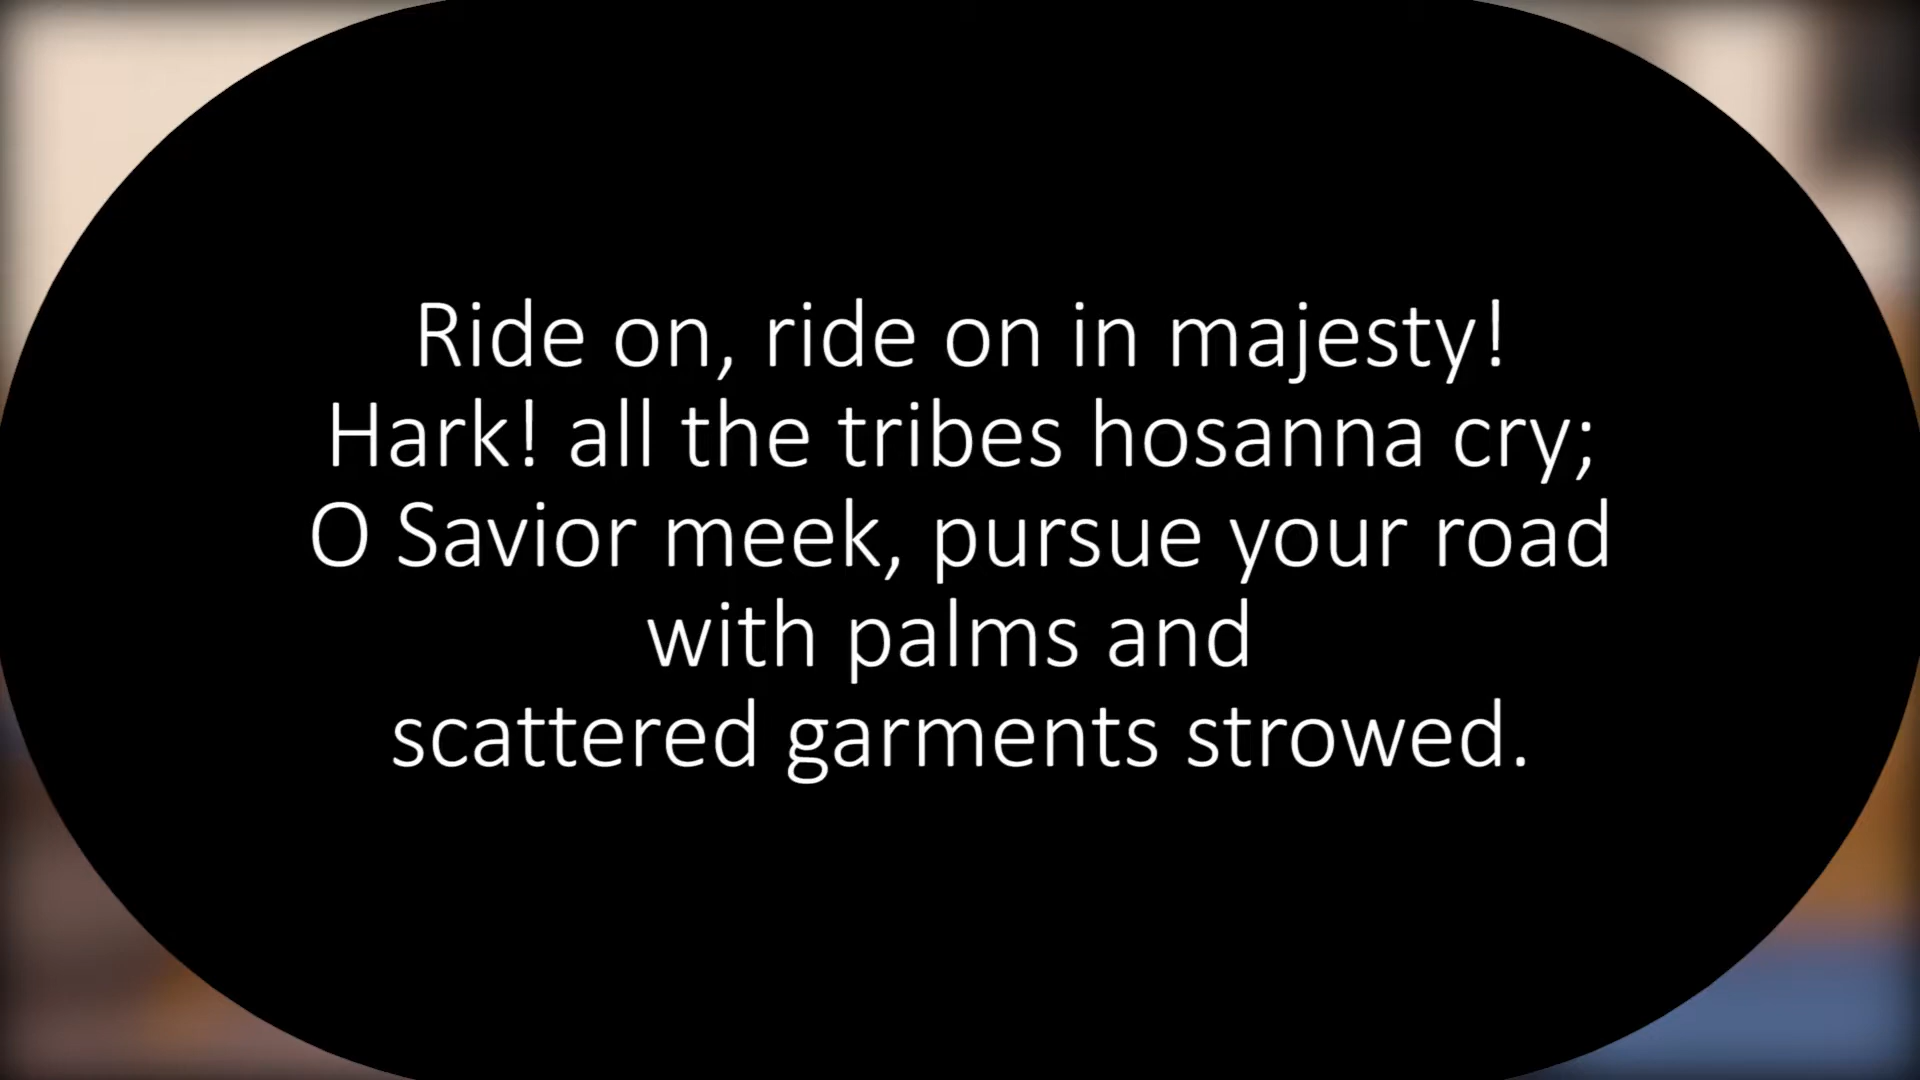 Ride on, ride on in majesty!
Hark! all the tribes hosanna cry;
O Savior meek, pursue your road
with palms and
scattered garments strowed.